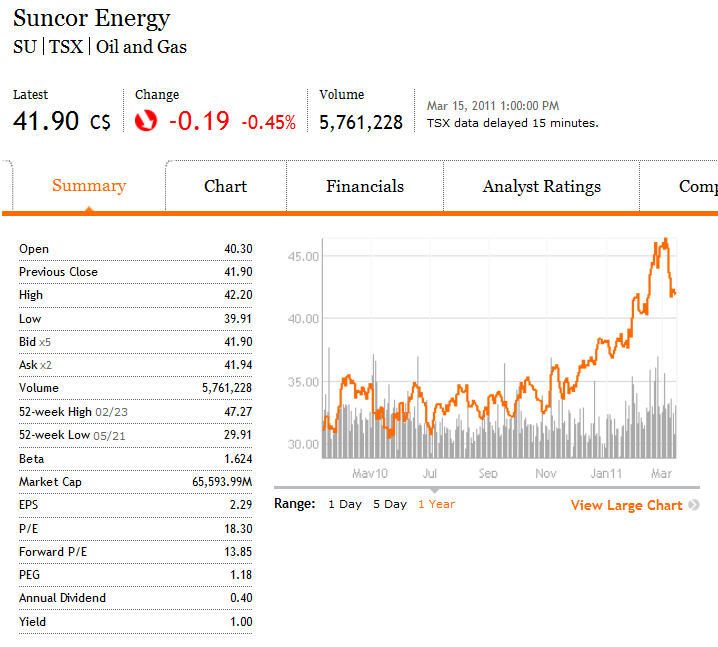 Suncor Energy
SU | TSX | Oil and Gas
Latest Change Volume
41.90 C$ -0.19 -0.45% 5,761,228
Mar 15, 2011 1:00:00 PM
TSX data delayed 15 minutes.
Summary Chart Financials Analyst Ratings Comp
Open 40.30
Previous Close 41.90
High 42.20
Low 39.91
Bid x5 41.90
Ask x2 41.94
Volume 5,761,228
52-week High 02/23 47.27
52-week Low 05/21 29.91
Beta 1.624
Market Cap 65,593.99M
EPS 2.29
P/E 18.30
Forward P/E 13.85
PEG 1.18
Annual Dividend 0.40
Yield 1.00
45.00
40.00
35.00
30.00
May10 Jul Sep Nov Jan11 Mar
Range: 1 Day 5 Day 1 Year View Large Chart